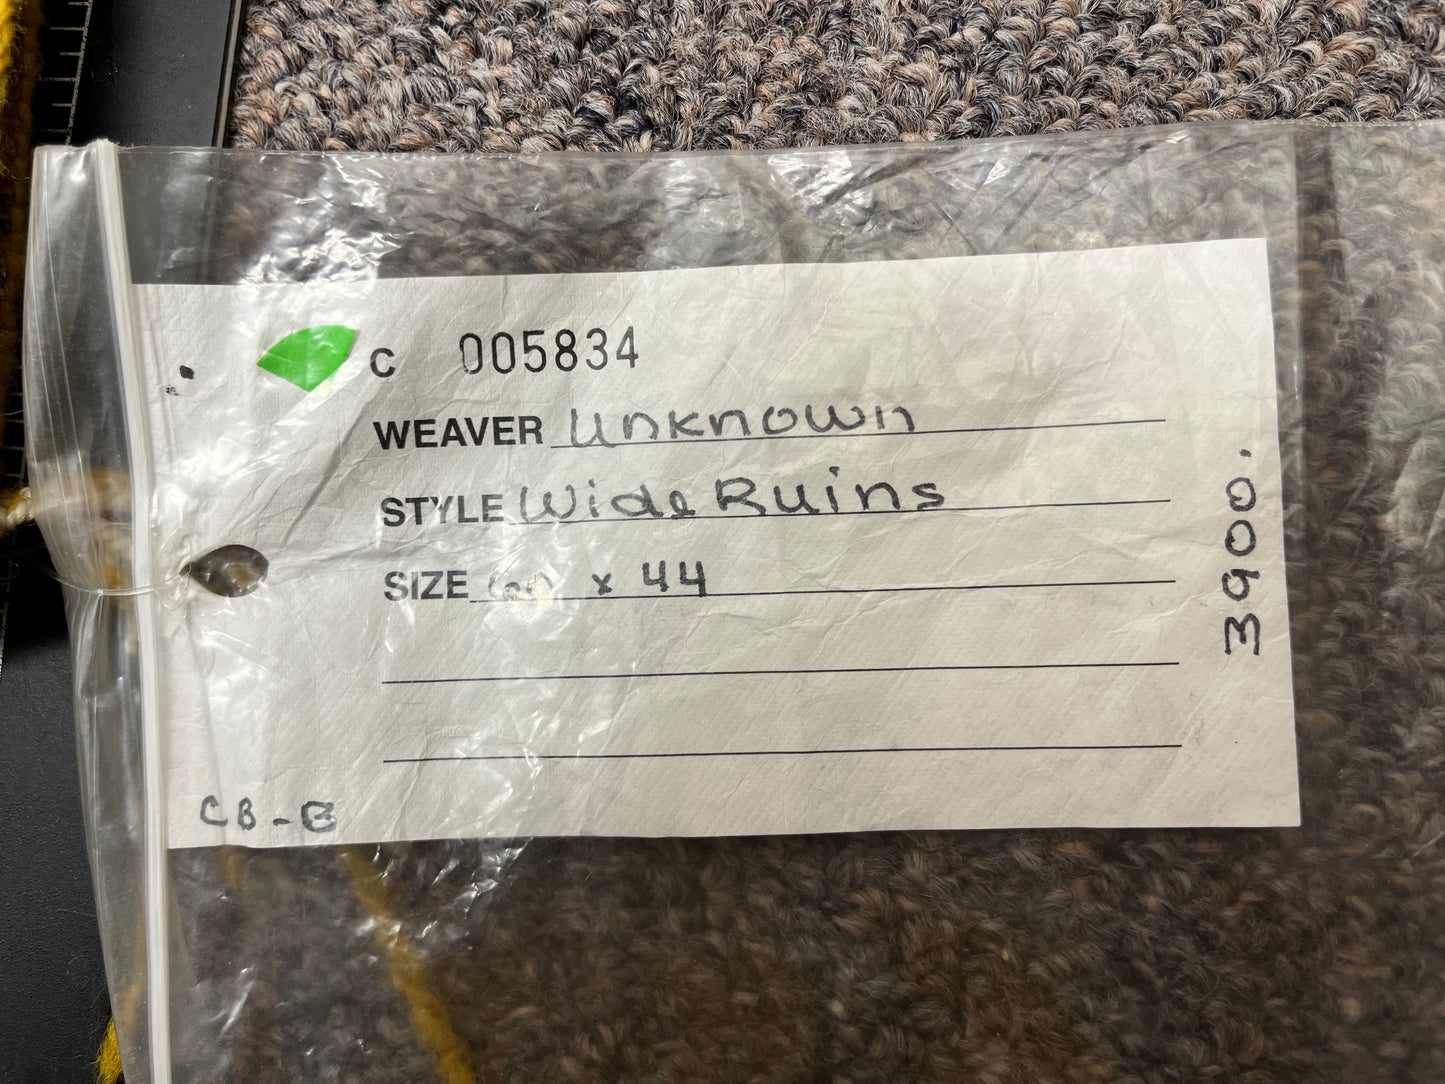 C 005834
WEAVER Unknown
STYLE Wide Ruins
SIZE x 44
3900.
CB-B